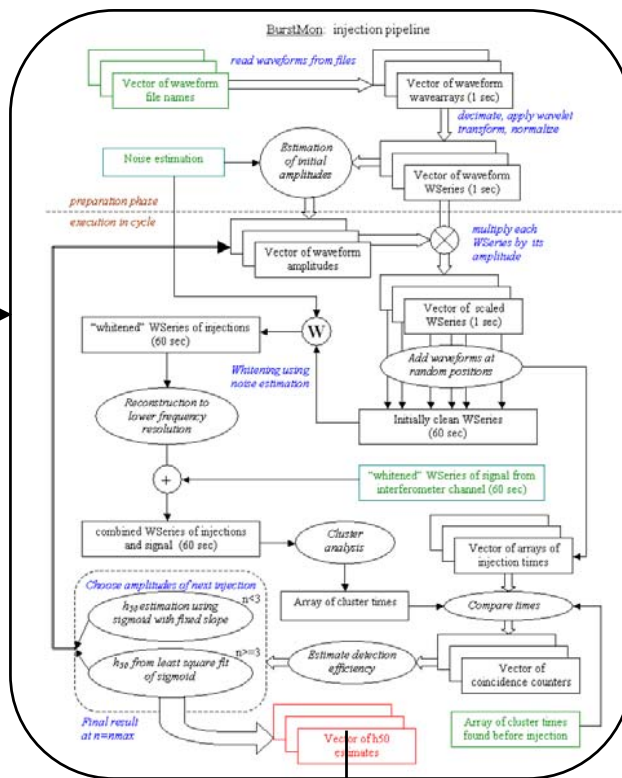 BurstMon: injection pipeline
read waveforms from files
Vector of waveform
file names
Vector of waveform
wavearrays (1 sec)
decimate, apply wavelet
transform, normalize
Estimation
of initial
amplitudes
Noise estimation
Vector of waveform
WSeries (1 sec)
preparation phase
execution in cycle
Vector of waveform
amplitudes
multiply each
WSeries by its
amplitude
Vector of scaled
WSeries (1 sec)
"whitened" WSeries of injections
(60 sec)
W
Whitening using
noise estimation
Add waveforms at
random positions
Reconstruction to
lower frequency
resolution
Initially clean WSeries
(60 sec)
+
"whitened" WSeries of signal from
interferometer channel (60 sec)
combined WSeries of injections
and signal (60 sec)
Cluster
analysis
Vector of arrays of
injection times
Choose amplitudes of next injection
n<3
h50 estimation using
sigmoid with fixed slope
Array of cluster times
Compare times
n>=3
h50 from least square fit
of sigmoid
Estimate detection
efficiency
Vector of
coincidence counters
Final result
at n=nmax
Vector of h50
estimates
Array of cluster times
found before injection